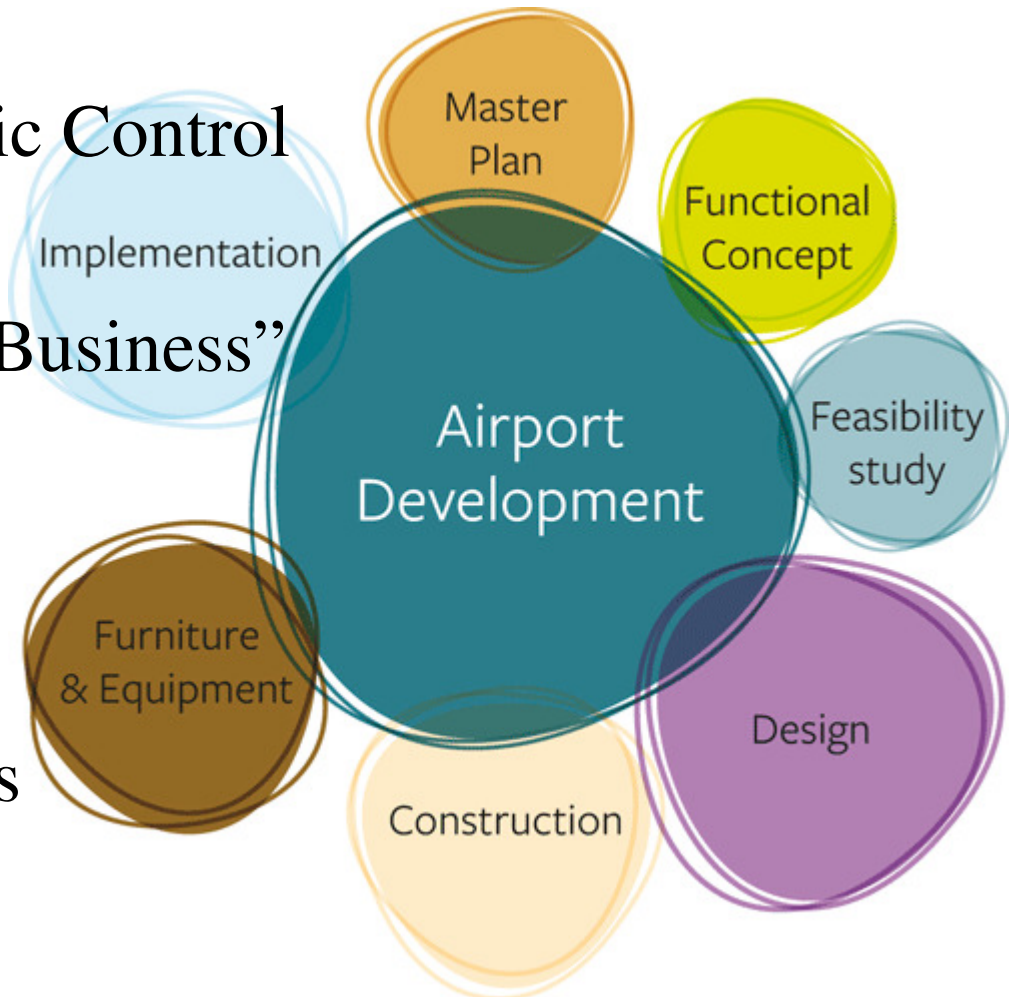 ic Control
Business”
s
Master
Plan
Functional
Concept
Implementation
Feasibility
study
Airport
Development
Furniture
& Equipment
Design
Construction